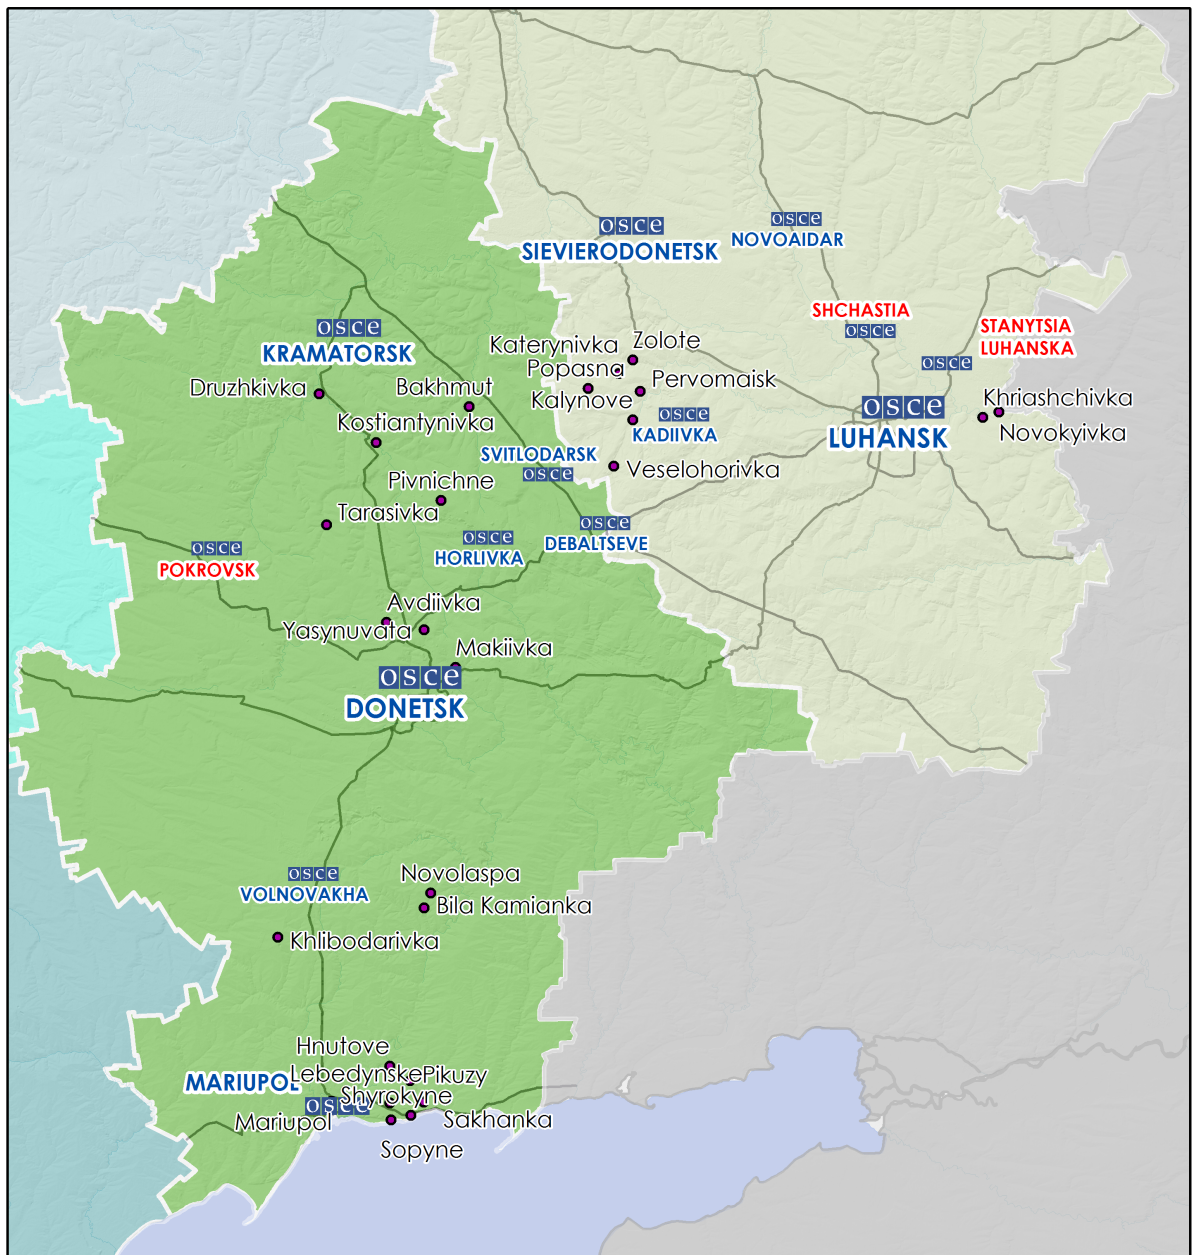 osce
SIEVIERODONETSK
osce
NOVOAIDAR
SHCHASTIA
osce
STANYTSIA
LUHANSKA
osce
osce
KRAMATORSK
Katerynivka
Zolote
Popasna
Pervomaisk
Druzhkivka
Bakhmut
Kalynove
osce
KADIIVKA
osce
LUHANSK
Khriashchivka
Novokyivka
Kostiantynivka
SVITLODARSK
osce
Veselohorivka
Pivnichne
Tarasivka
osce
DEBALTSEVE
osce
HORLIVKA
osce
POKROVSK
Avdiivka
Yasynuvata
Makiivka
osce
DONETSK
osce
VOLNOVAKHA
Novolaspa
Bila Kamianka
Khlibodarivka
Hnutove
Lebedynske
Pikuzy
MARIUPOL
osce
Shyrokyne
Mariupol
Sakhanka
Sopyne